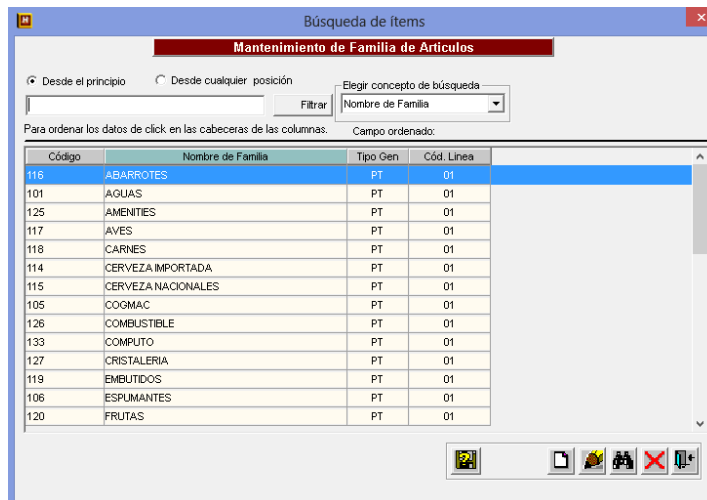 Búsqueda de ítems
Mantenimiento de Familia de Articulos
Desde el principio Desde cualquier posición
Elegir concepto de búsqueda
Filtrar Nombre de Familia
Para ordenar los datos de click en las cabeceras de las columnas. Campo ordenado:
Código Nombre de Familia Tipo Gen Cód. Linea
116 ABARROTES PT 01
101 AGUAS PT 01
125 AMENITIES PT 01
117 AVES PT 01
118 CARNES PT 01
114 CERVEZA IMPORTADA PT 01
115 CERVEZA NACIONALES PT 01
105 COGMAC PT 01
126 COMBUSTIBLE PT 01
133 COMPUTO PT 01
127 CRISTALERIA PT 01
119 EMBUTIDOS PT 01
106 ESPUMANTES PT 01
120 FRUTAS PT 01